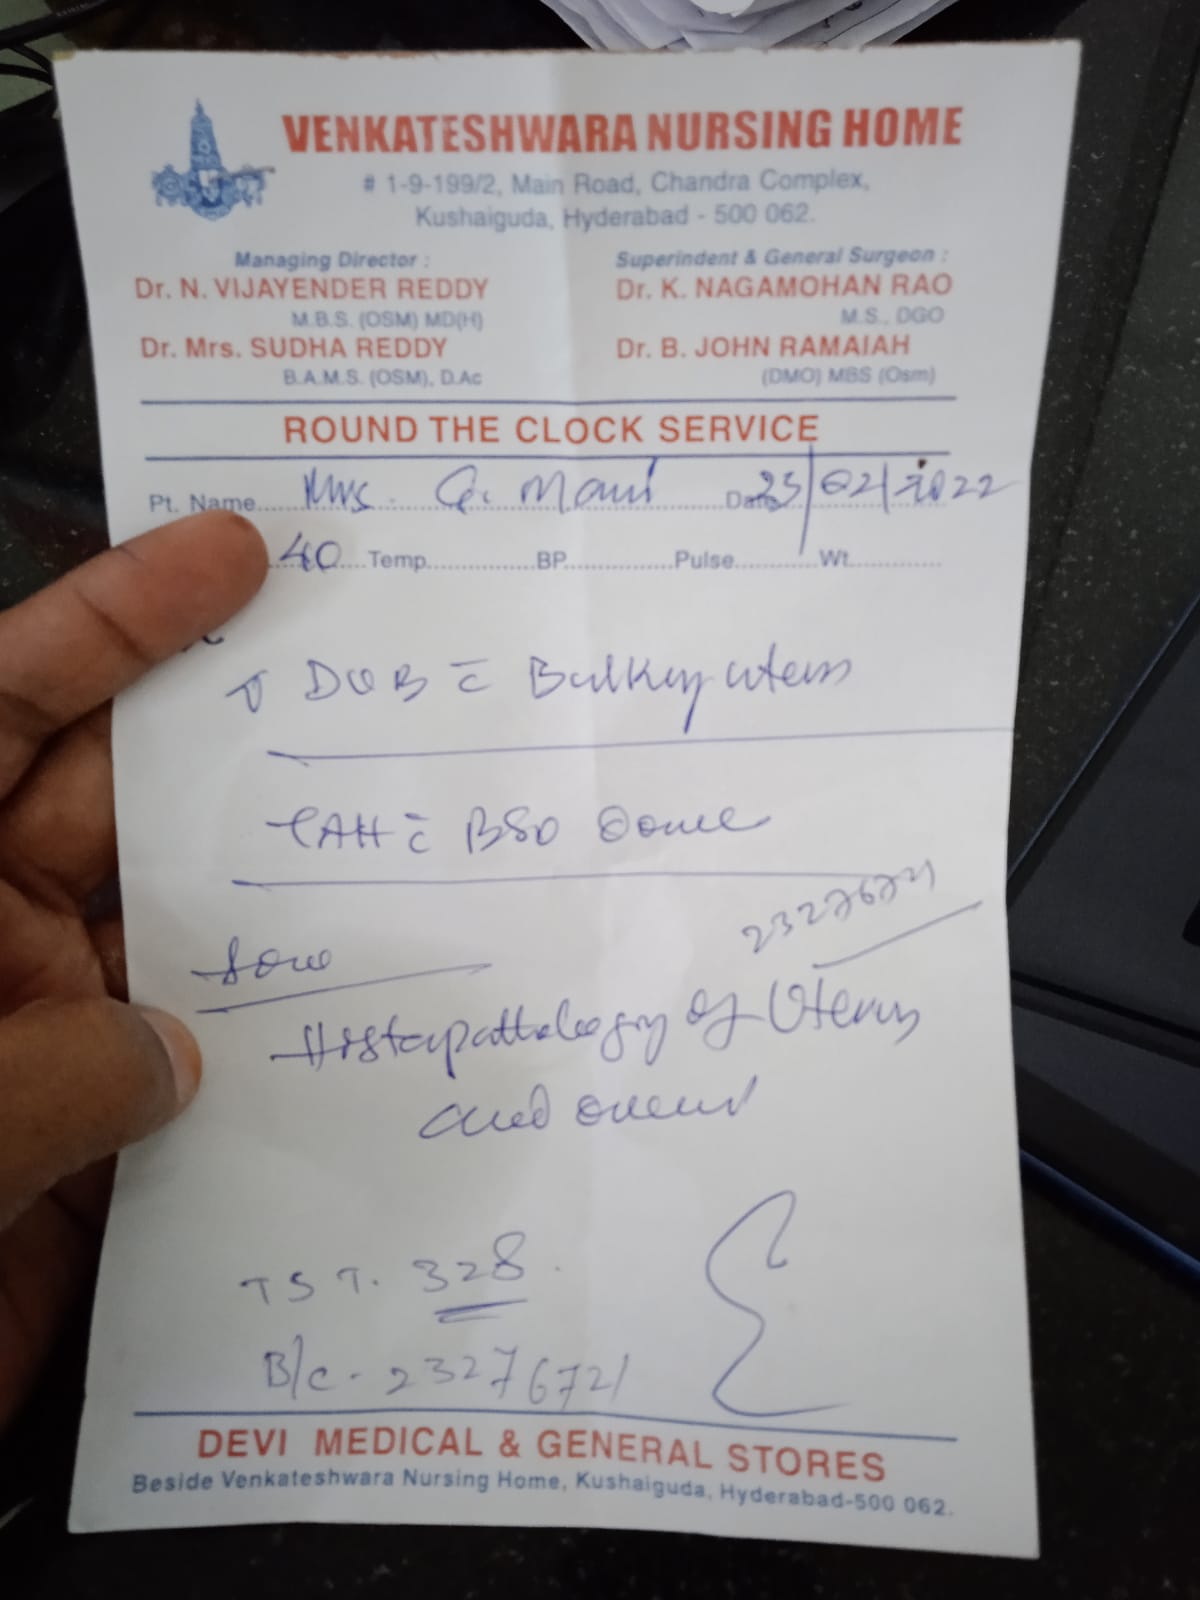 VENKATESHWARA NURSING HOME
# 1-9-199/2, Main Road, Chandra Complex,
Kushaiguda, Hyderabad - 500 062.
Managing Director :
Dr. N. VIJAYENDER REDDY
M.B.S. (OSM) MD(H)
Dr. Mrs. SUDHA REDDY
B.A.M.S. (OSM), D.Ac
Superindent & General Surgeon :
Dr. K. NAGAMOHAN RAO
M.S., DGO
Dr. B. JOHN RAMAIAH
(DMO) MBS (Osm)
ROUND THE CLOCK SERVICE
Pt. Name Mrs. G. Mani Date 23/02/2022
40 Temp. BP. Pulse Wt.
DUB c̄ Bulky uterus
TAH c̄ BSO Done
23276721
Histopathology of Uterus
and
TST. 328
B/c - 23276721
DEVI MEDICAL & GENERAL STORES
Beside Venkateshwara Nursing Home, Kushaiguda, Hyderabad-500 062.